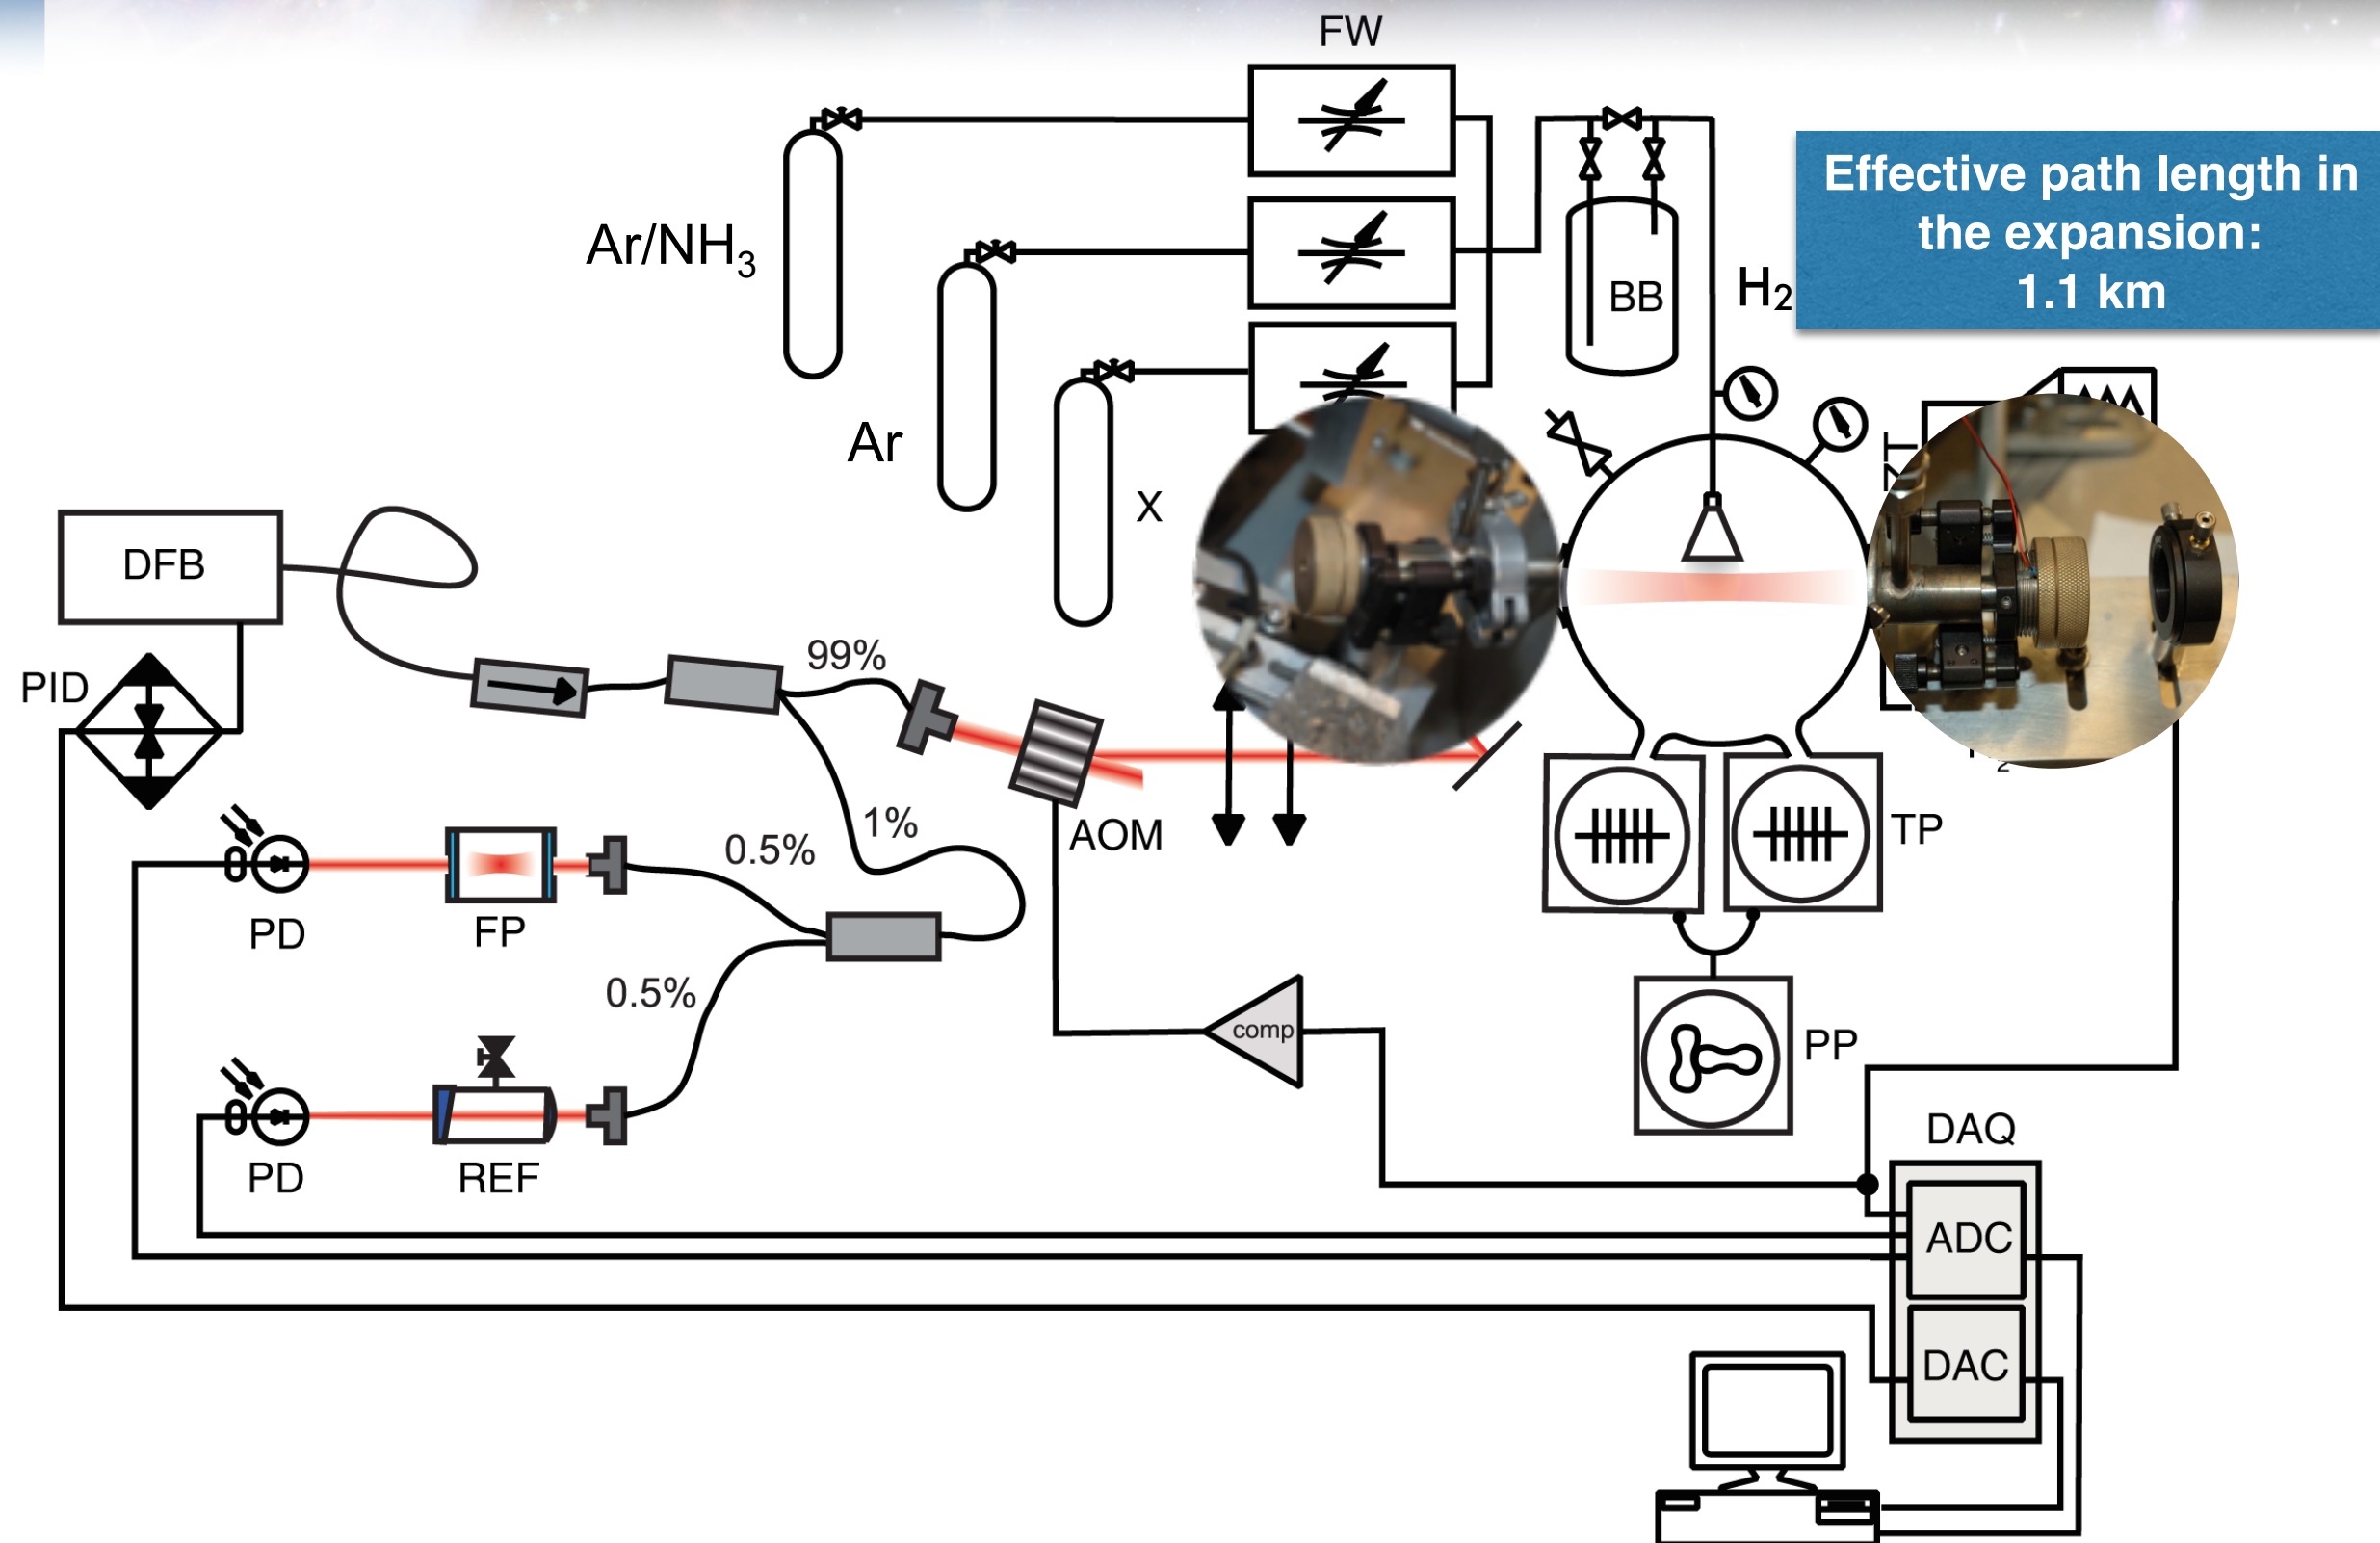 FW
Effective path length in
the expansion:
1.1 km
Ar/NH₃
BB
H₂
Ar
X
DFB
PID
99%
AOM
1%
0.5%
TP
PD
FP
0.5%
comp
PP
PD
REF
DAQ
ADC
DAC